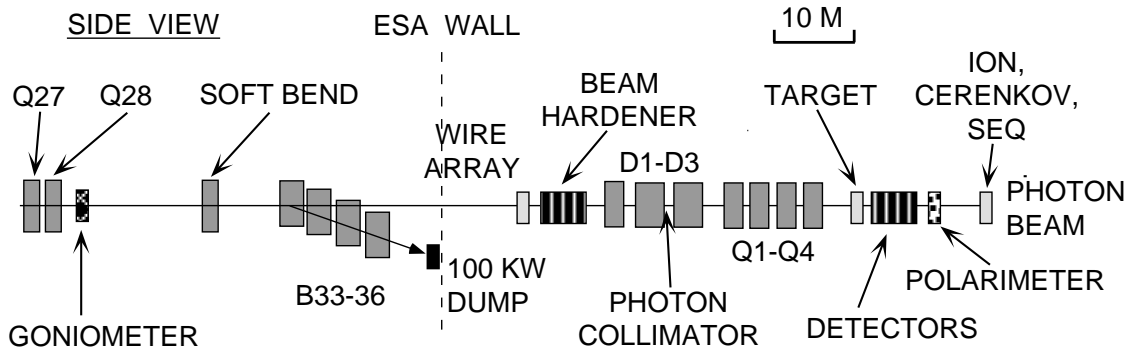 SIDE VIEW
ESA WALL
10 M
Q27
Q28
SOFT BEND
WIRE
ARRAY
BEAM
HARDENER
D1-D3
TARGET
ION,
CERENKOV,
SEQ
PHOTON
BEAM
GONIOMETER
B33-36
100 KW
DUMP
PHOTON
COLLIMATOR
Q1-Q4
DETECTORS
POLARIMETER